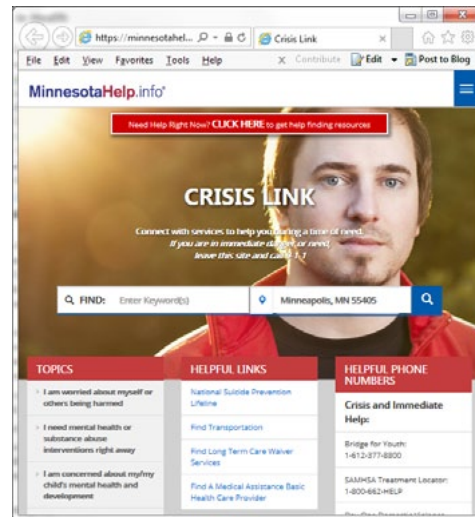 https://minnesotahel...
Crisis Link
File Edit View Favorites Tools Help
x Contribute Edit Post to Blog
MinnesotaHelp.info
Need Help Right Now? CLICK HERE to get help finding resources
CRISIS LINK
Connect with services to help you during a time of need.
If you are in immediate danger or need,
leave this site and call 9-1-1
FIND: Enter Keyword(s) Minneapolis, MN 55405
TOPICS
I am worried about myself or
others being harmed
I need mental health or
substance abuse
interventions right away
I am concerned about my/my
child's mental health and
development
HELPFUL LINKS
National Suicide Prevention
Lifeline
Find Transportation
Find Long Term Care Waiver
Services
Find A Medical Assistance Basic
Health Care Provider
HELPFUL PHONE
NUMBERS
Crisis and Immediate
Help:
Bridge for Youth:
1-612-377-8800
SAMHSA Treatment Locator:
1-800-662-HELP